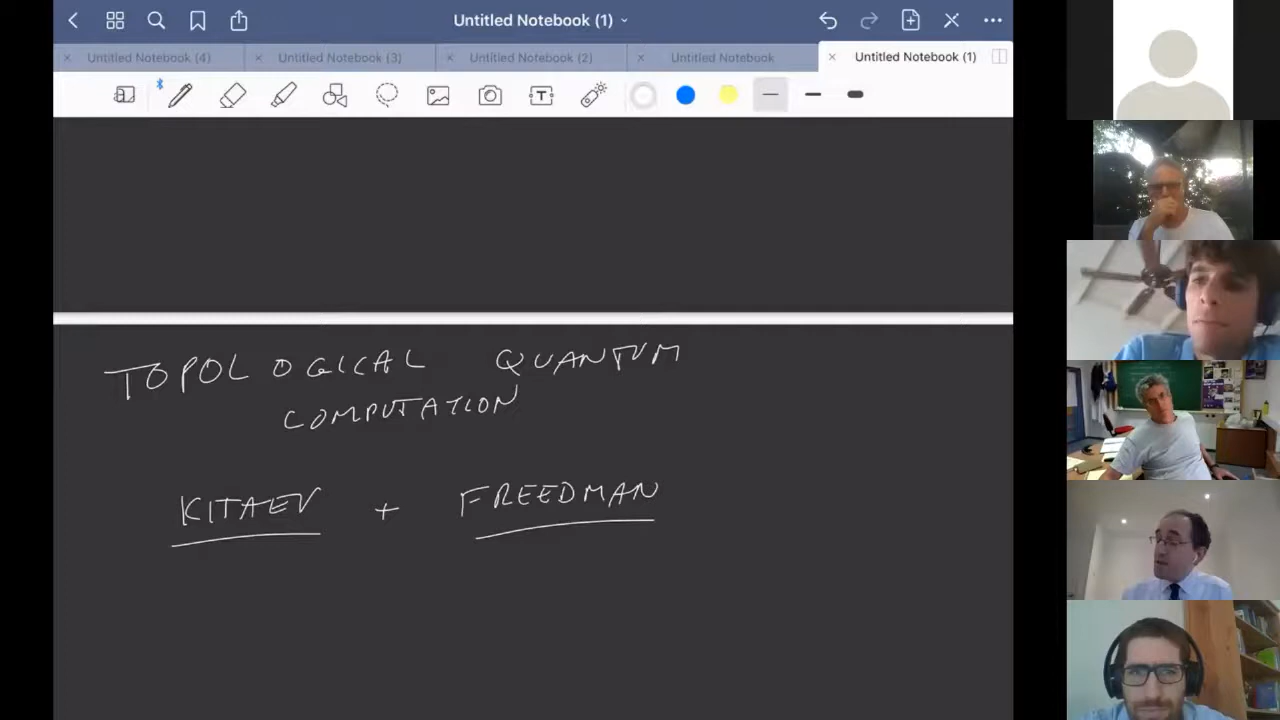 Untitled Notebook (1)
Untitled Notebook (4)
Untitled Notebook (3)
Untitled Notebook (2)
Untitled Notebook
Untitled Notebook (1)
T
TOPOLOGICAL QUANTUM
COMPUTATION
KITAEV + FREEDMAN